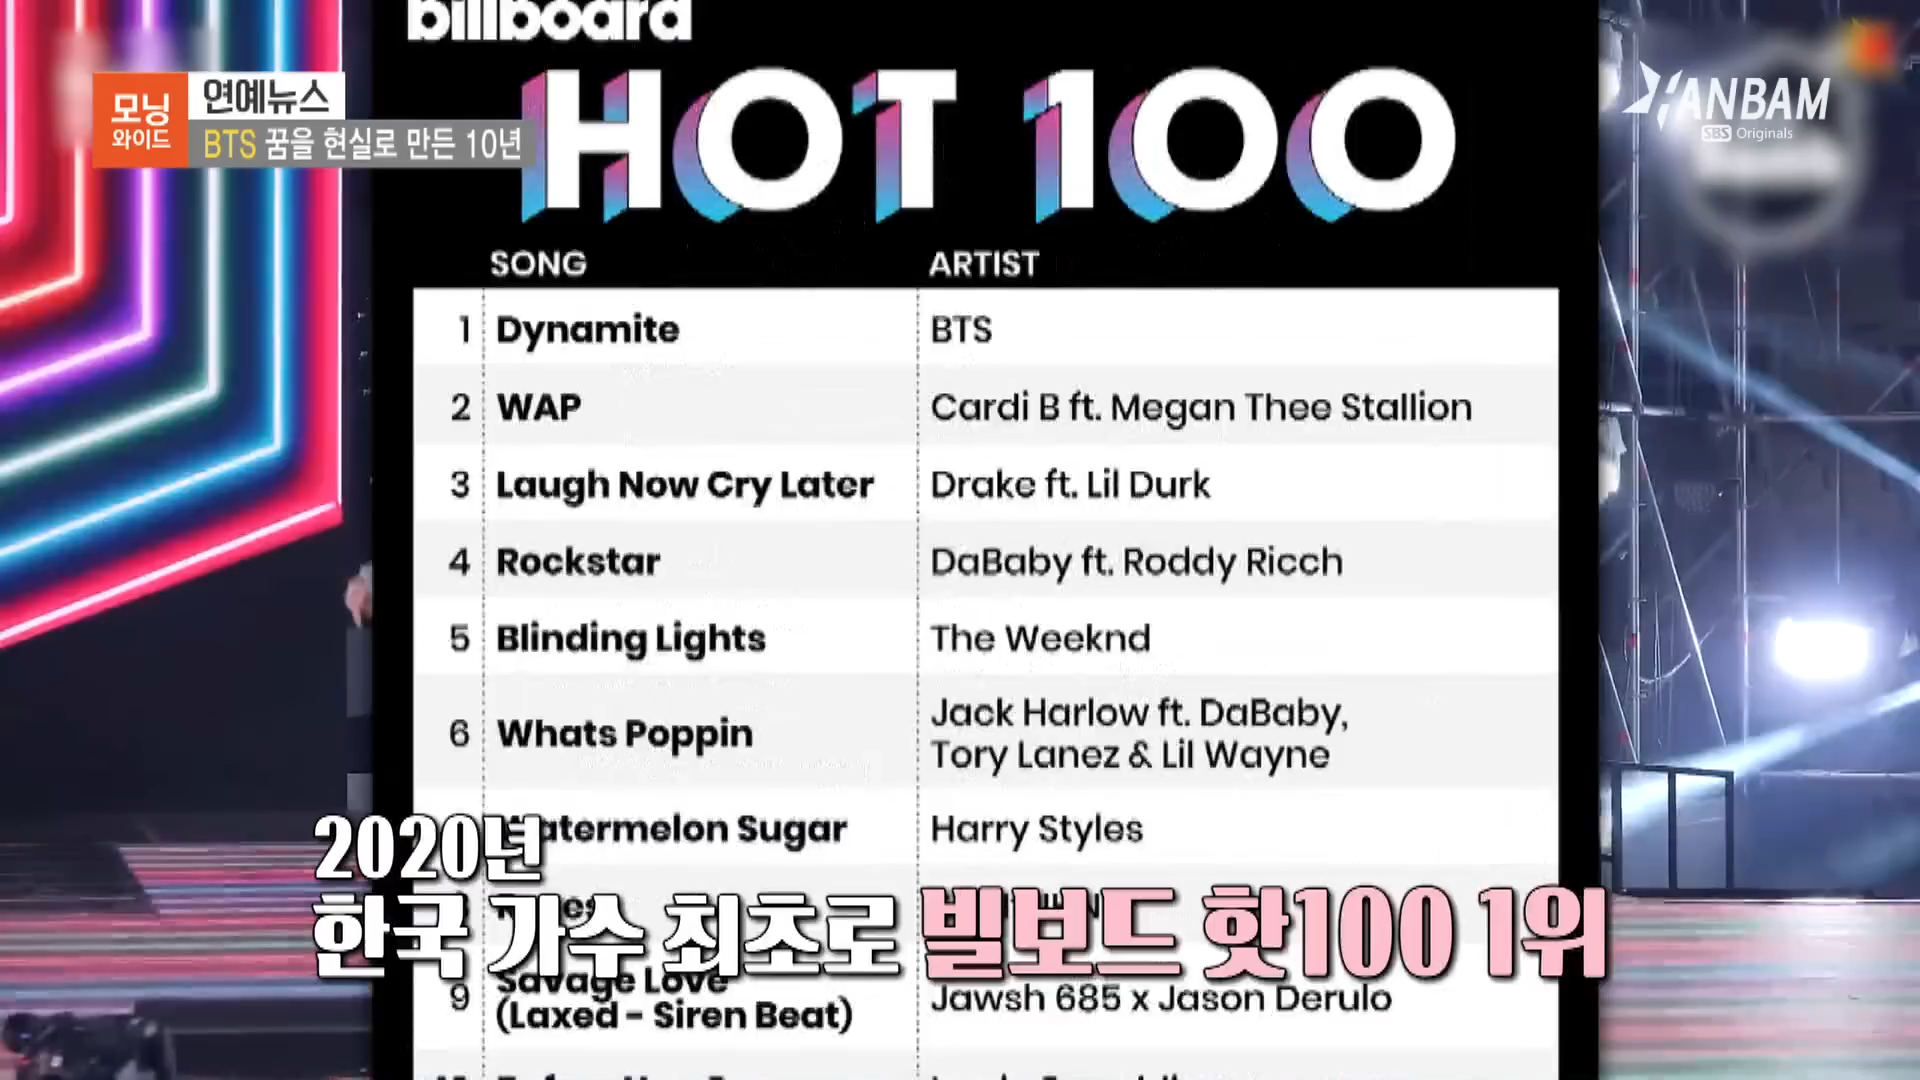 billboard
HOT 100
모닝
와이드
연예뉴스
BTS 꿈을 현실로 만든 10년
HANBAM
SBS Originals
SONG ARTIST
1 Dynamite BTS
2 WAP Cardi B ft. Megan Thee Stallion
3 Laugh Now Cry Later Drake ft. Lil Durk
4 Rockstar DaBaby ft. Roddy Ricch
5 Blinding Lights The Weeknd
6 Whats Poppin Jack Harlow ft. DaBaby,
Tory Lanez & Lil Wayne
Watermelon Sugar Harry Styles
2020년
한국 가수 최초로 빌보드 핫100 1위
9 Savage Love
(Laxed - Siren Beat) Jawsh 685 x Jason Derulo